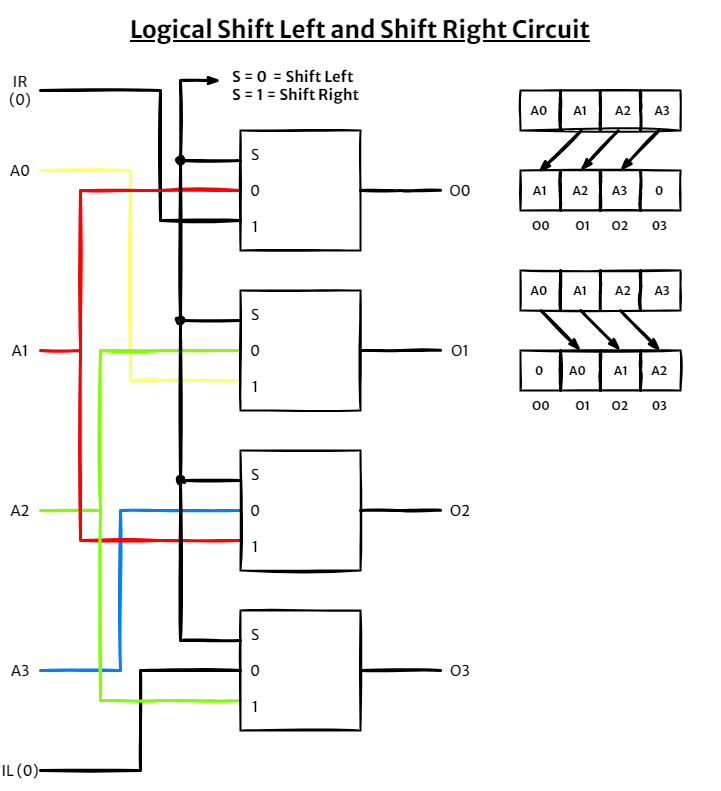 Logical Shift Left and Shift Right Circuit
S = 0 = Shift Left
S = 1 = Shift Right
IR
(0)
A0
A1
A2
A3
IL (0)
S
0
1
O0
S
0
1
O1
S
0
1
O2
S
0
1
O3
A0 A1 A2 A3
A1 A2 A3 0
O0 O1 O2 O3
A0 A1 A2 A3
0 A0 A1 A2
O0 O1 O2 O3